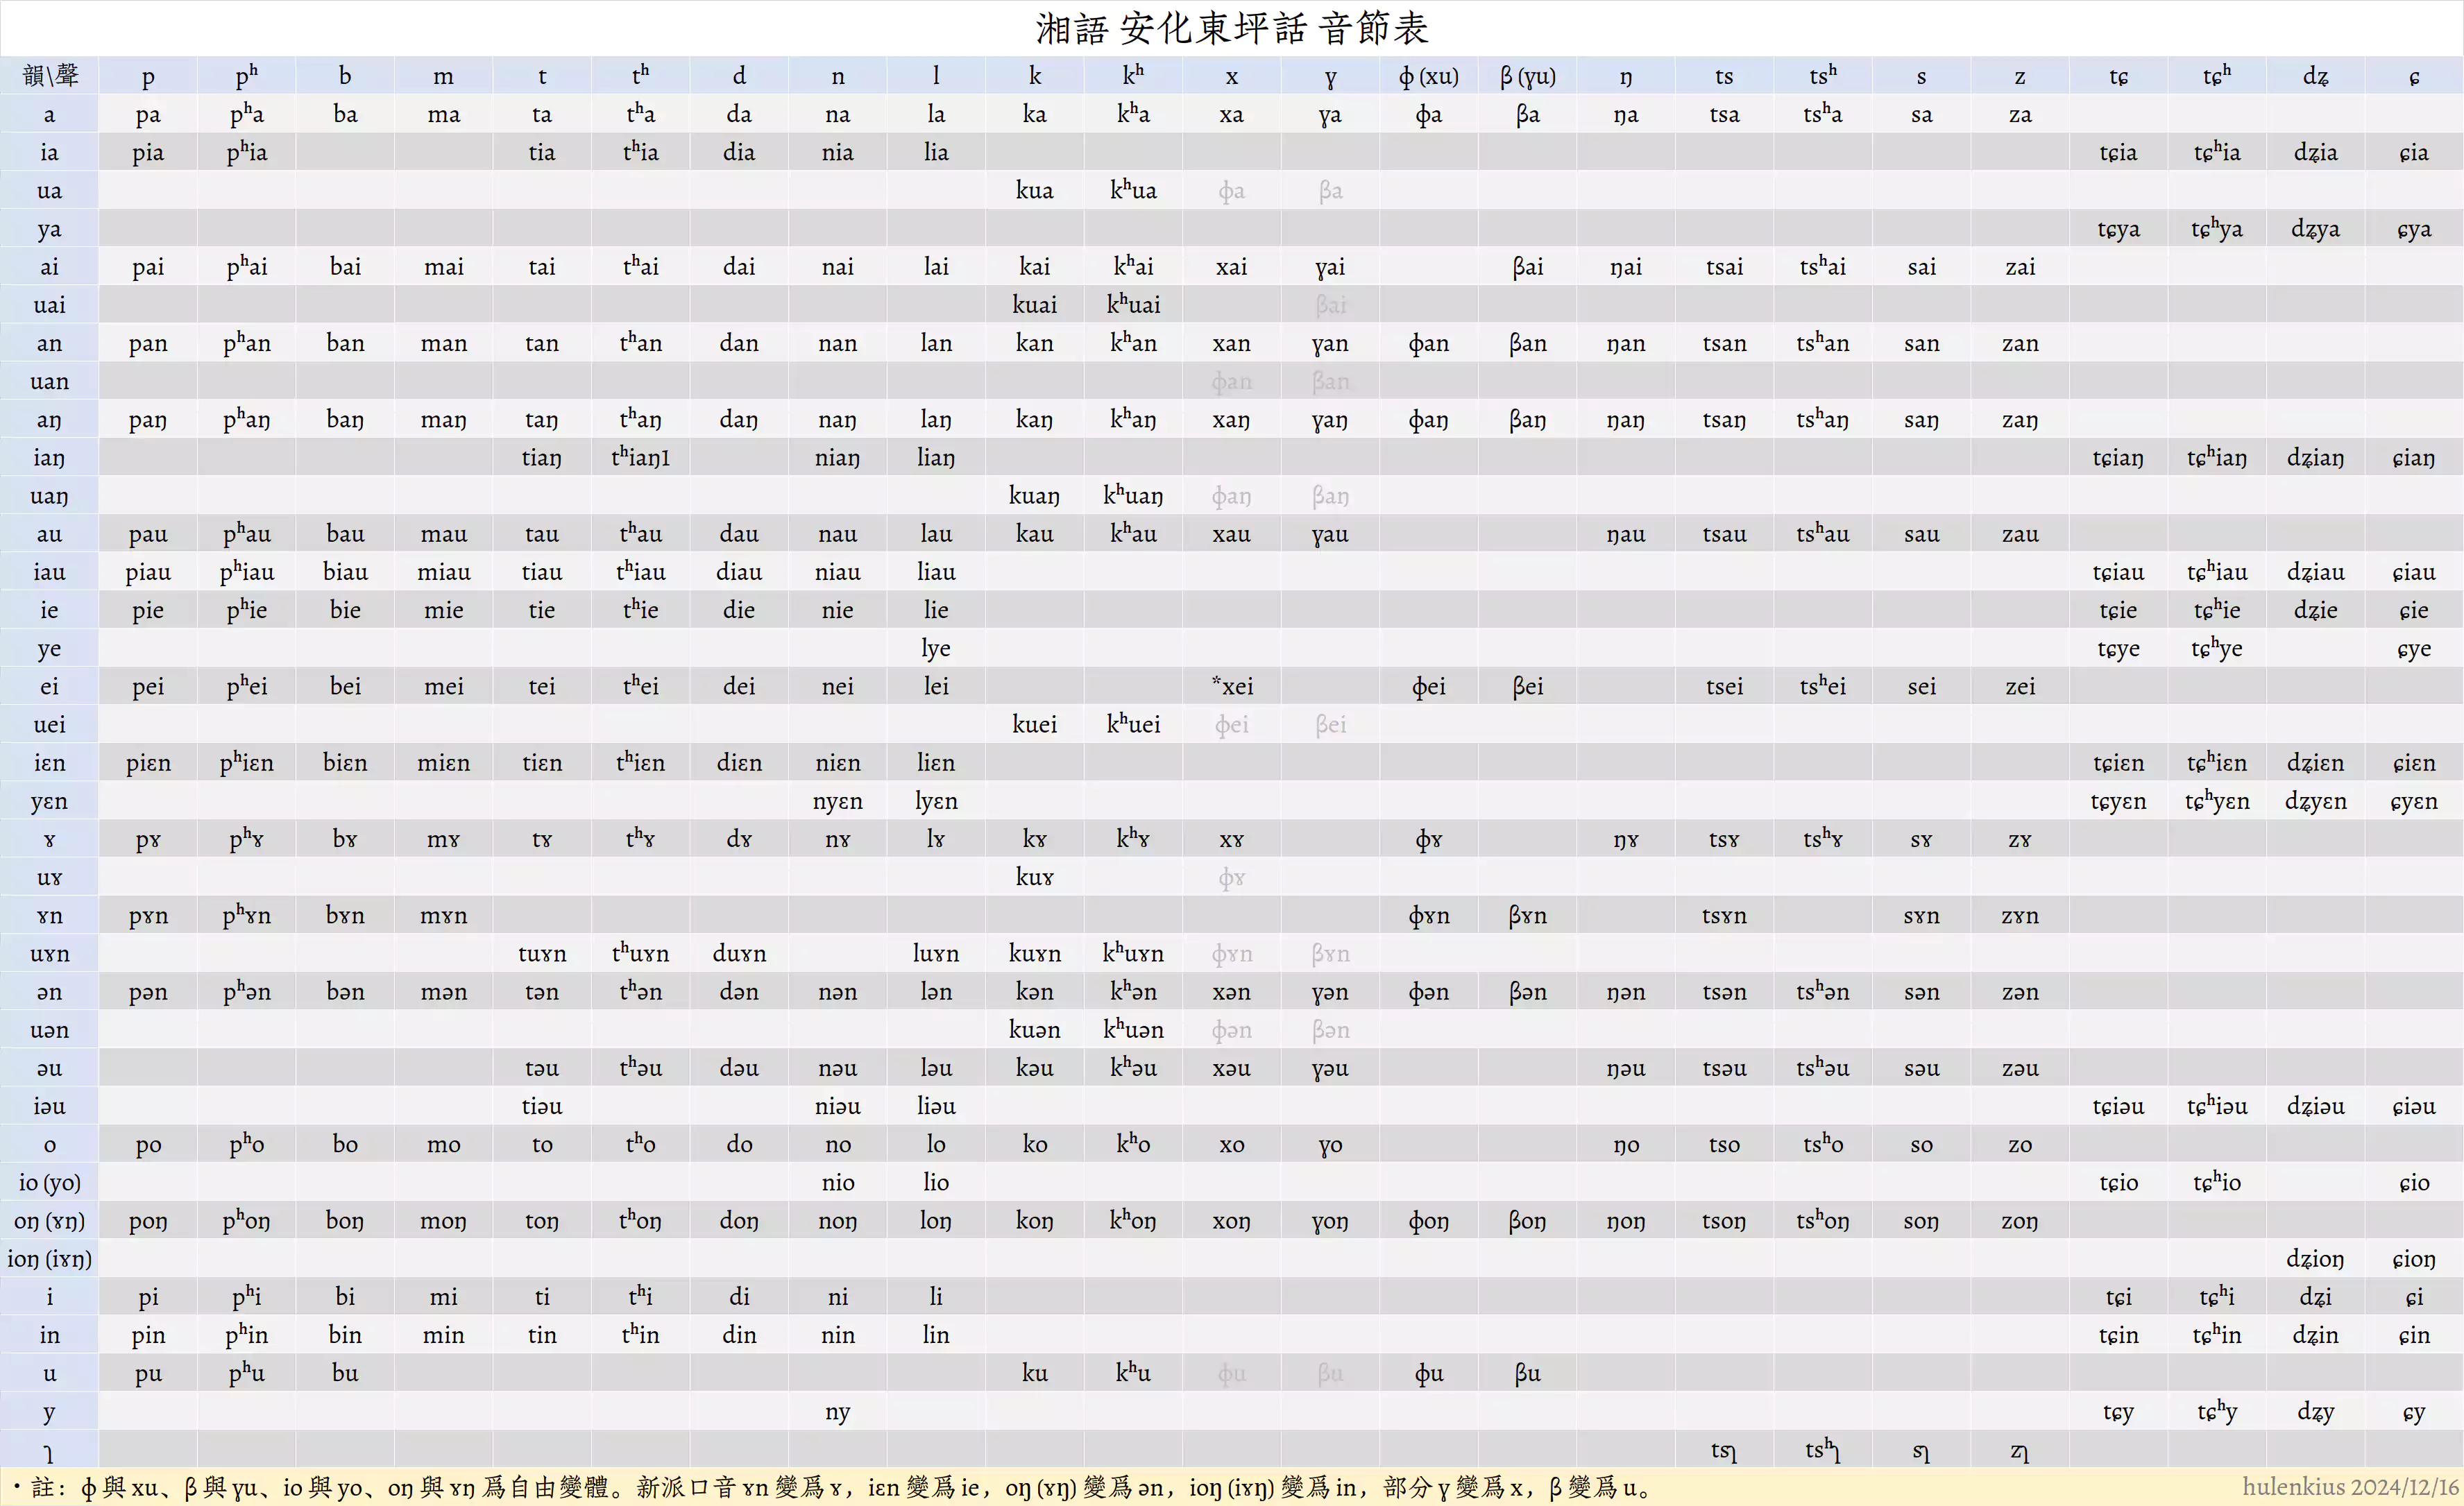 湘語 安化東坪話 音節表
韻\聲 p pʰ b m t tʰ d n l k kʰ x ɣ ɸ (xu) β (ɣu) ŋ ts tsʰ s z tɕ tɕʰ dʑ ɕ
a pa pʰa ba ma ta tʰa da na la ka kʰa xa ɣa ɸa βa ŋa tsa tsʰa sa za
ia pia pʰia tia tʰia dia nia lia tɕia tɕʰia dʑia ɕia
ua kua kʰua ɸa βa
ya tɕya tɕʰya dʑya ɕya
ai pai pʰai bai mai tai tʰai dai nai lai kai kʰai xai ɣai βai ŋai tsai tsʰai sai zai
uai kuai kʰuai βai
an pan pʰan ban man tan tʰan dan nan lan kan kʰan xan ɣan ɸan βan ŋan tsan tsʰan san zan
uan ɸan βan
aŋ paŋ pʰaŋ baŋ maŋ taŋ tʰaŋ daŋ naŋ laŋ kaŋ kʰaŋ xaŋ ɣaŋ ɸaŋ βaŋ ŋaŋ tsaŋ tsʰaŋ saŋ zaŋ
iaŋ tiaŋ tʰiaŋ1 niaŋ liaŋ tɕiaŋ tɕʰiaŋ dʑiaŋ ɕiaŋ
uaŋ kuaŋ kʰuaŋ ɸaŋ βaŋ
au pau pʰau bau mau tau tʰau dau nau lau kau kʰau xau ɣau ŋau tsau tsʰau sau zau
iau piau pʰiau biau miau tiau tʰiau diau niau liau tɕiau tɕʰiau dʑiau ɕiau
ie pie pʰie bie mie tie tʰie die nie lie tɕie tɕʰie dʑie ɕie
ye lye tɕye tɕʰye ɕye
ei pei pʰei bei mei tei tʰei dei nei lei *xei ɸei βei tsei tsʰei sei zei
uei kuei kʰuei ɸei βei
iɛn piɛn pʰiɛn biɛn miɛn tiɛn tʰiɛn diɛn niɛn liɛn tɕiɛn tɕʰiɛn dʑiɛn ɕiɛn
yɛn nyɛn lyɛn tɕyɛn tɕʰyɛn dʑyɛn ɕyɛn
ɤ pɤ pʰɤ bɤ mɤ tɤ tʰɤ dɤ nɤ lɤ kɤ kʰɤ xɤ ɸɤ ŋɤ tsɤ tsʰɤ sɤ zɤ
uɤ kuɤ ɸɤ
ɤn pɤn pʰɤn bɤn mɤn ɸɤn βɤn tsɤn sɤn zɤn
uɤn tuɤn tʰuɤn duɤn luɤn kuɤn kʰuɤn ɸɤn βɤn
ən pən pʰən bən mən tən tʰən dən nən lən kən kʰən xən ɣən ɸən βən ŋən tsən tsʰən sən zən
uən kuən kʰuən ɸən βən
əu təu tʰəu dəu nəu ləu kəu kʰəu xəu ɣəu ŋəu tsəu tsʰəu səu zəu
iəu tiəu niəu liəu tɕiəu tɕʰiəu dʑiəu ɕiəu
o po pʰo bo mo to tʰo do no lo ko kʰo xo ɣo ŋo tso tsʰo so zo
io (yo) nio lio tɕio tɕʰio ɕio
oŋ (ɤŋ) poŋ pʰoŋ boŋ moŋ toŋ tʰoŋ doŋ noŋ loŋ koŋ kʰoŋ xoŋ ɣoŋ ɸoŋ βoŋ ŋoŋ tsoŋ tsʰoŋ soŋ zoŋ
ioŋ (iɤŋ) dʑioŋ ɕioŋ
i pi pʰi bi mi ti tʰi di ni li tɕi tɕʰi dʑi ɕi
in pin pʰin bin min tin tʰin din nin lin tɕin tɕʰin dʑin ɕin
u pu pʰu bu ku kʰu ɸu βu ɸu βu
y ny tɕy tɕʰy dʑy ɕy
ʅ tsʅ tsʰʅ sʅ zʅ
・註：ɸ 與 xu、β 與 ɣu、io 與 yo、oŋ 與 ɤŋ 爲自由變體。新派口音 ɤn 變爲 ɤ，iɛn 變爲 ie，oŋ (ɤŋ) 變爲 ən，ioŋ (iɤŋ) 變爲 in，部分 ɣ 變爲 x，β 變爲 u。 hulenkius 2024/12/16